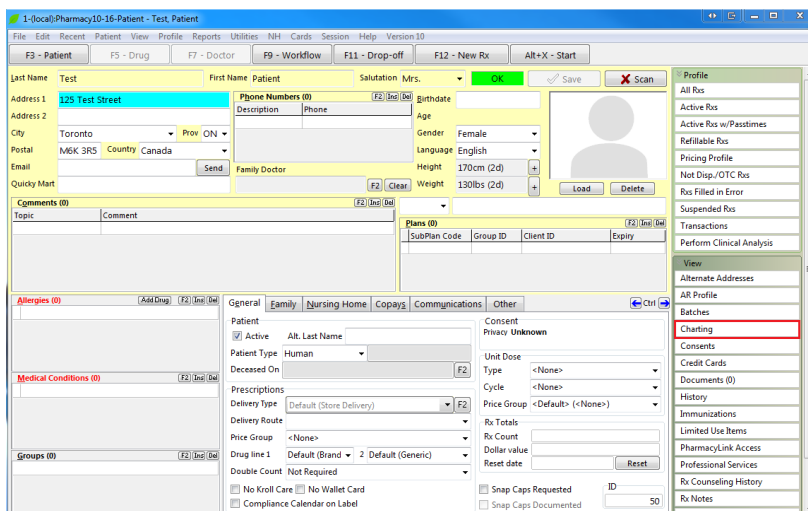 1-(local):Pharmacy10-16-Patient - Test, Patient
File Edit Recent Patient View Profile Reports Utilities NH Cards Session Help Version 10
F3 - Patient F5 - Drug F7 - Doctor F9 - Workflow F11 - Drop-off F12 - New Rx Alt+X - Start
Last Name Test First Name Patient Salutation Mrs. OK Save Scan
Address 1 125 Test Street
Address 2
City Toronto Prov ON
Postal M6K 3R5 Country Canada
Email Send
Quicky Mart
Phone Numbers (0) F2 Ins Del
Description Phone
Family Doctor
F2 Clear
Birthdate
Age
Gender Female
Language English
Height 170cm (2d) +
Weight 130lbs (2d) +
Load Delete
Comments (0) F2 Ins Del
Topic Comment
Plans (0) F2 Ins Del
SubPlan Code Group ID Client ID Expiry
Allergies (0) Add Drug F2 Ins Del
Medical Conditions (0) F2 Ins Del
Groups (0) F2 Ins Del
General Family Nursing Home Copays Communications Other Ctrl
Patient
Active Alt. Last Name
Patient Type Human
Deceased On F2
Prescriptions
Delivery Type Default (Store Delivery) F2
Delivery Route
Price Group <None>
Drug line 1 Default (Brand 2 Default (Generic)
Double Count Not Required
No Kroll Care No Wallet Card
Compliance Calendar on Label
Consent
Privacy Unknown
Unit Dose
Type <None>
Cycle <None>
Price Group <Default> (<None>)
Rx Totals
Rx Count
Dollar value
Reset date Reset
Snap Caps Requested
Snap Caps Documented
ID
50
Profile
All Rxs
Active Rxs
Active Rxs w/Passtimes
Refillable Rxs
Pricing Profile
Not Disp./OTC Rxs
Rxs Filled in Error
Suspended Rxs
Transactions
Perform Clinical Analysis
View
Alternate Addresses
AR Profile
Batches
Charting
Consents
Credit Cards
Documents (0)
History
Immunizations
Limited Use Items
PharmacyLink Access
Professional Services
Rx Counseling History
Rx Notes